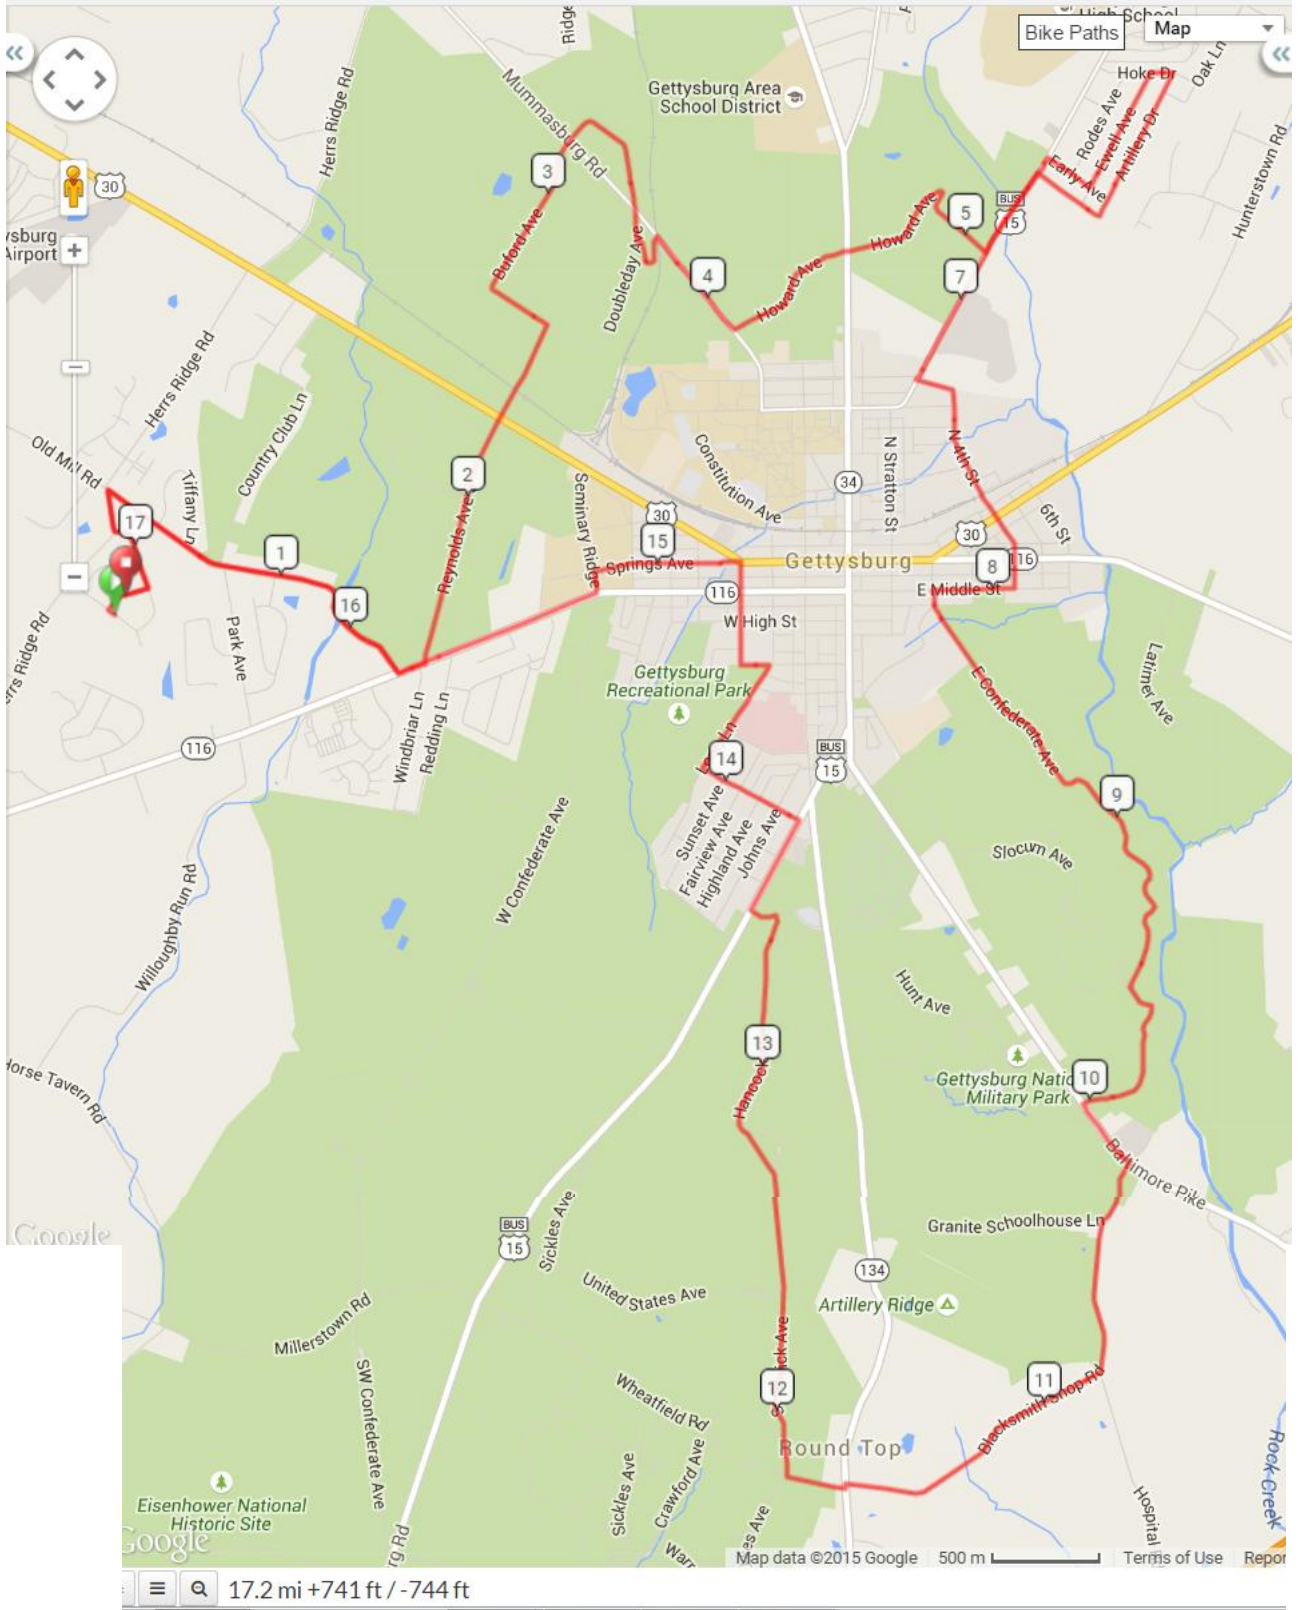 High School
Bike Paths
Map
Ridge
Hoke Dr
Oak Ln
Mummasburg Rd
Gettysburg Area
School District
Herrs Ridge Rd
Rodes Ave
Ewell Ave
Artillery Dr
Hunterstown Rd
3
30
Early Ave
BUS
15
Howard Ave
5
Buford Ave
Doubleday Ave
Airport
4
Howard Ave
7
Herrs Ridge Rd
Country Club Ln
Old Mill Rd
Tiffany Ln
2
Seminary Ridge
Constitution Ave
N Stratton St
N 4th St
34
6th St
17
30
15
30
1
Reynolds Ave
Springs Ave
Gettysburg
8
116
16
116
E Middle St
W High St
Park Ave
Gettysburg
Recreational Park
E Confederate Ave
Latimer Ave
Windbriar Ln
Redding Ln
116
14
BUS
15
9
Sunset Ave
Fairview Ave
Highland Ave
Johns Ave
W Confederate Ave
Slocum Ave
Willoughby Run Rd
Hunt Ave
13
Hancock
10
Gettysburg Natio
Military Park
Horse Tavern Rd
Baltimore Pike
Google
BUS
15
Sickles Ave
Granite Schoolhouse Ln
134
United States Ave
Artillery Ridge
Millerstown Rd
SW Confederate Ave
12
11
Wheatfield Rd
Blacksmith Shop Rd
Round Top
Sickles Ave
Crawford Ave
Rock Creek
Hospital
Eisenhower National
Historic Site
Google
Map data ©2015 Google
500 m
Terms of Use
Repor
17.2 mi +741 ft / -744 ft